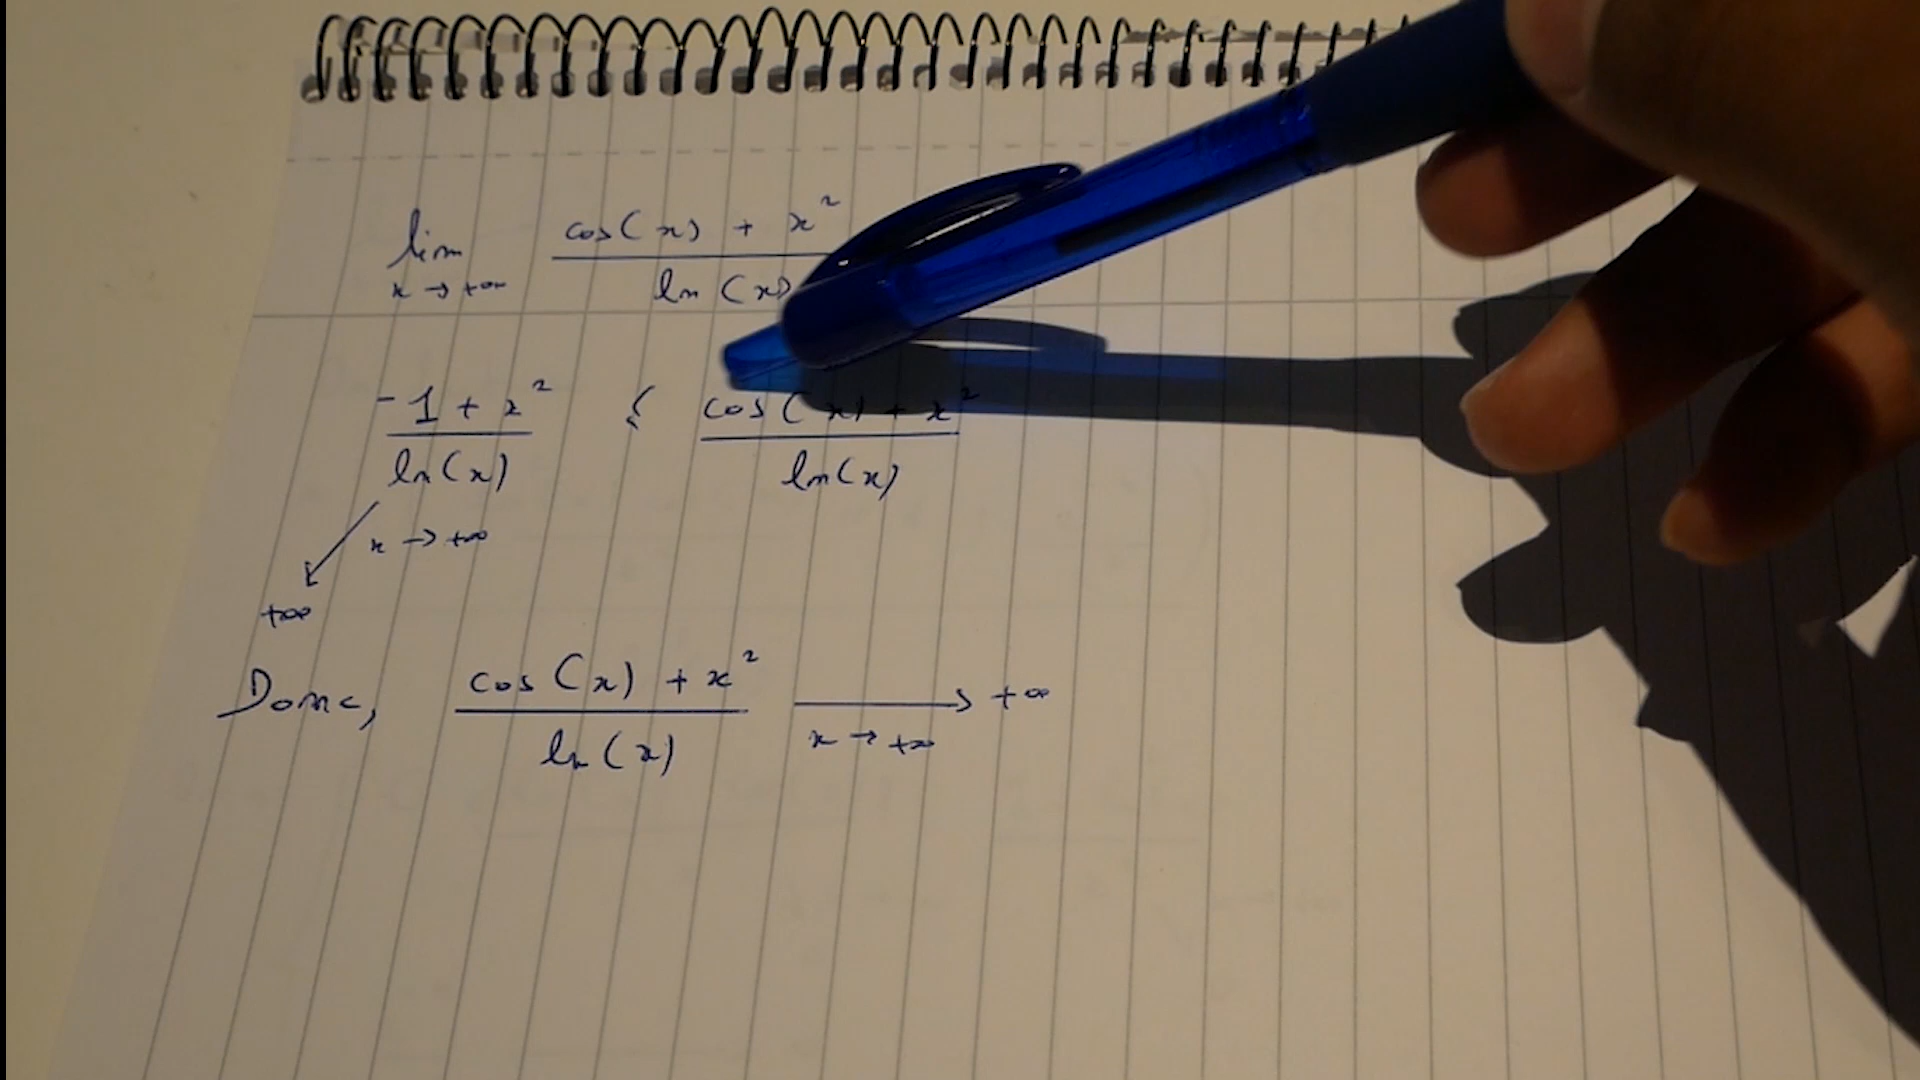 lim x → +∞ (cos(x) + x²) / ln(x)
(-1 + x²) / ln(x) ⩽ (cos(x) + x²) / ln(x)
x → +∞
+∞
Donc, (cos(x) + x²) / ln(x) → +∞
x → +∞